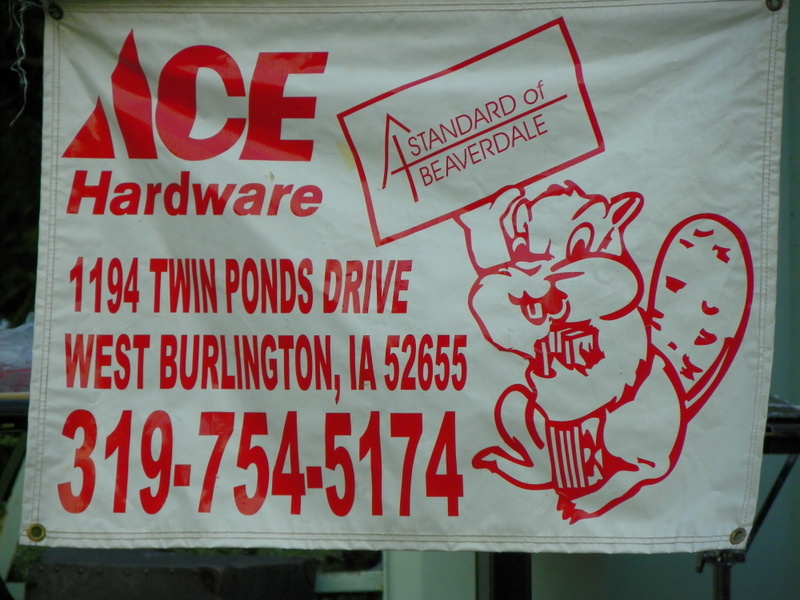 ACE
Hardware
A STANDARD of
BEAVERDALE
1194 TWIN PONDS DRIVE
WEST BURLINGTON, IA 52655
319-754-5174